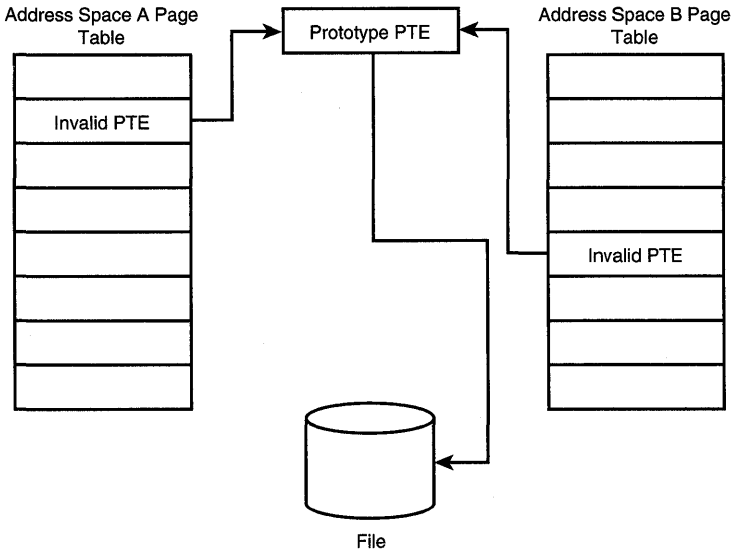 Address Space A Page
Table
Prototype PTE
Address Space B Page
Table
Invalid PTE
Invalid PTE
File